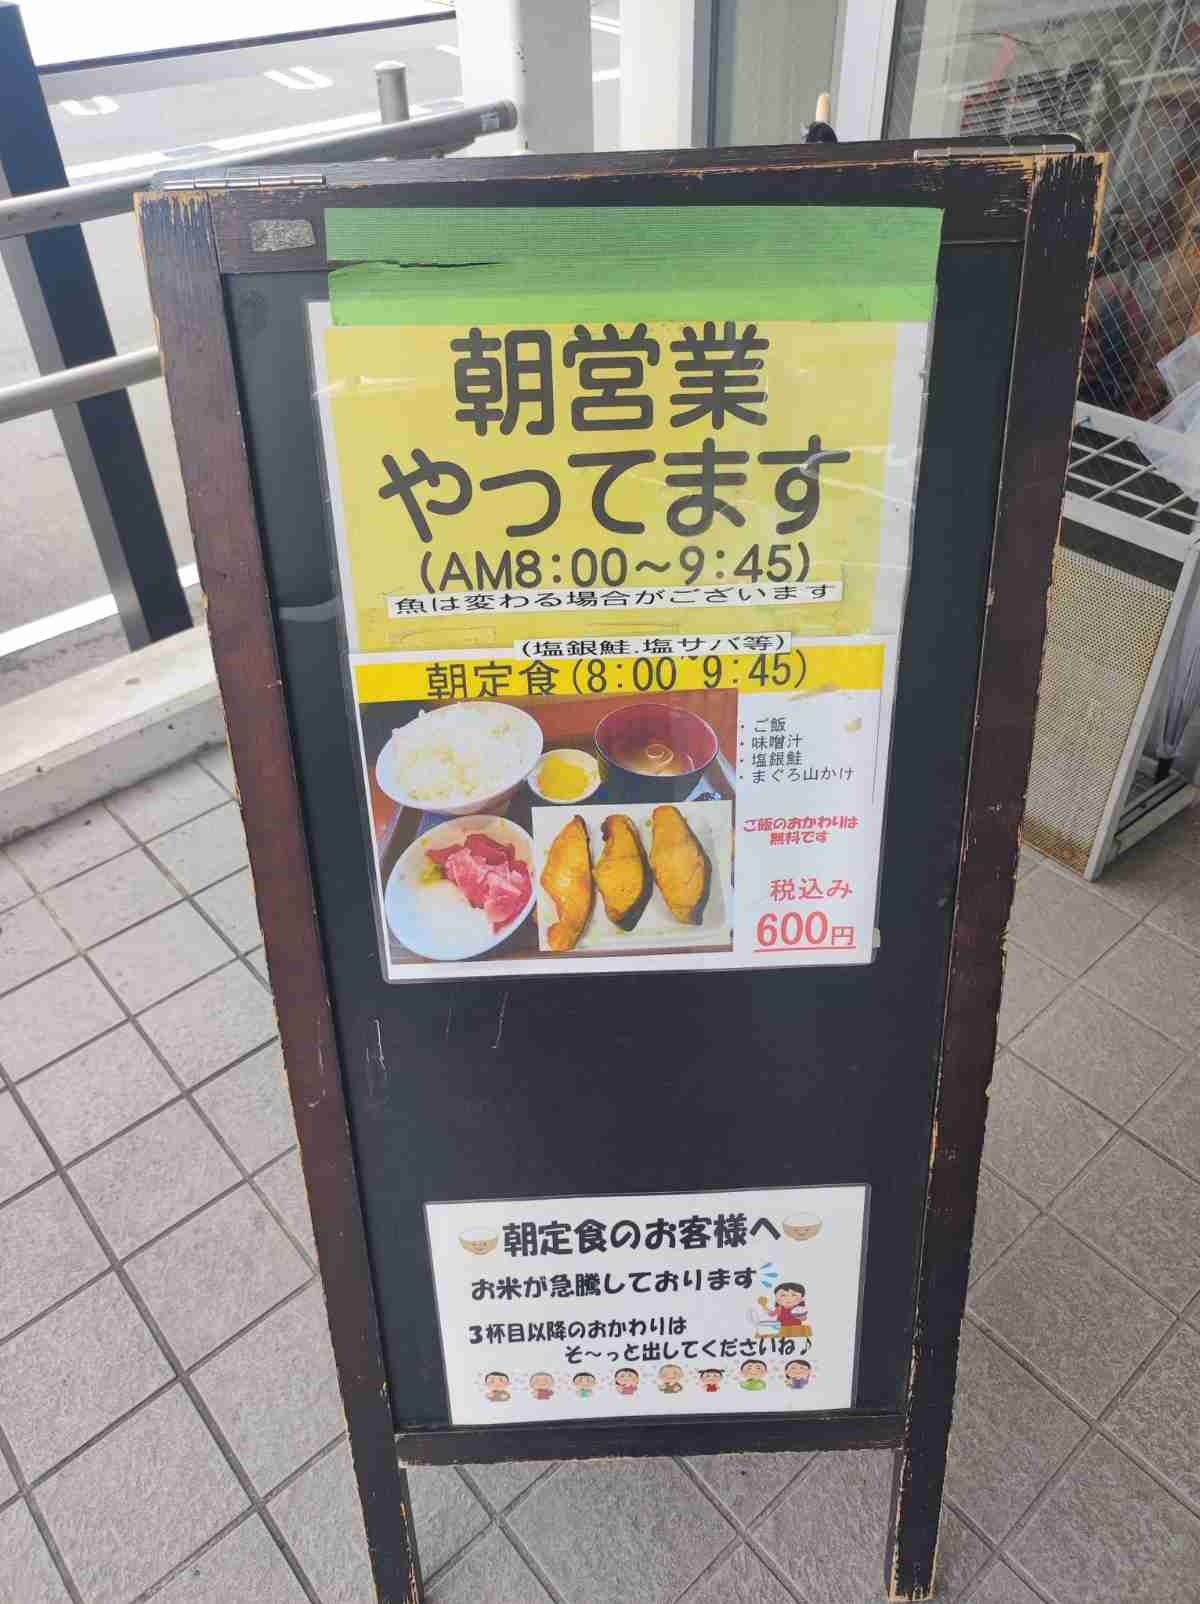 朝営業
やってます
(AM8:00～9:45)
魚は変わる場合がございます
(塩銀鮭.塩サバ等)
朝定食(8:00~9:45)
・ご飯
・味噌汁
・塩銀鮭
・まぐろ山かけ
ご飯のおかわりは
無料です
税込み
600円
朝定食のお客様へ
お米が急騰しております
3杯目以降のおかわりは
そ～っと出してくださいね♪